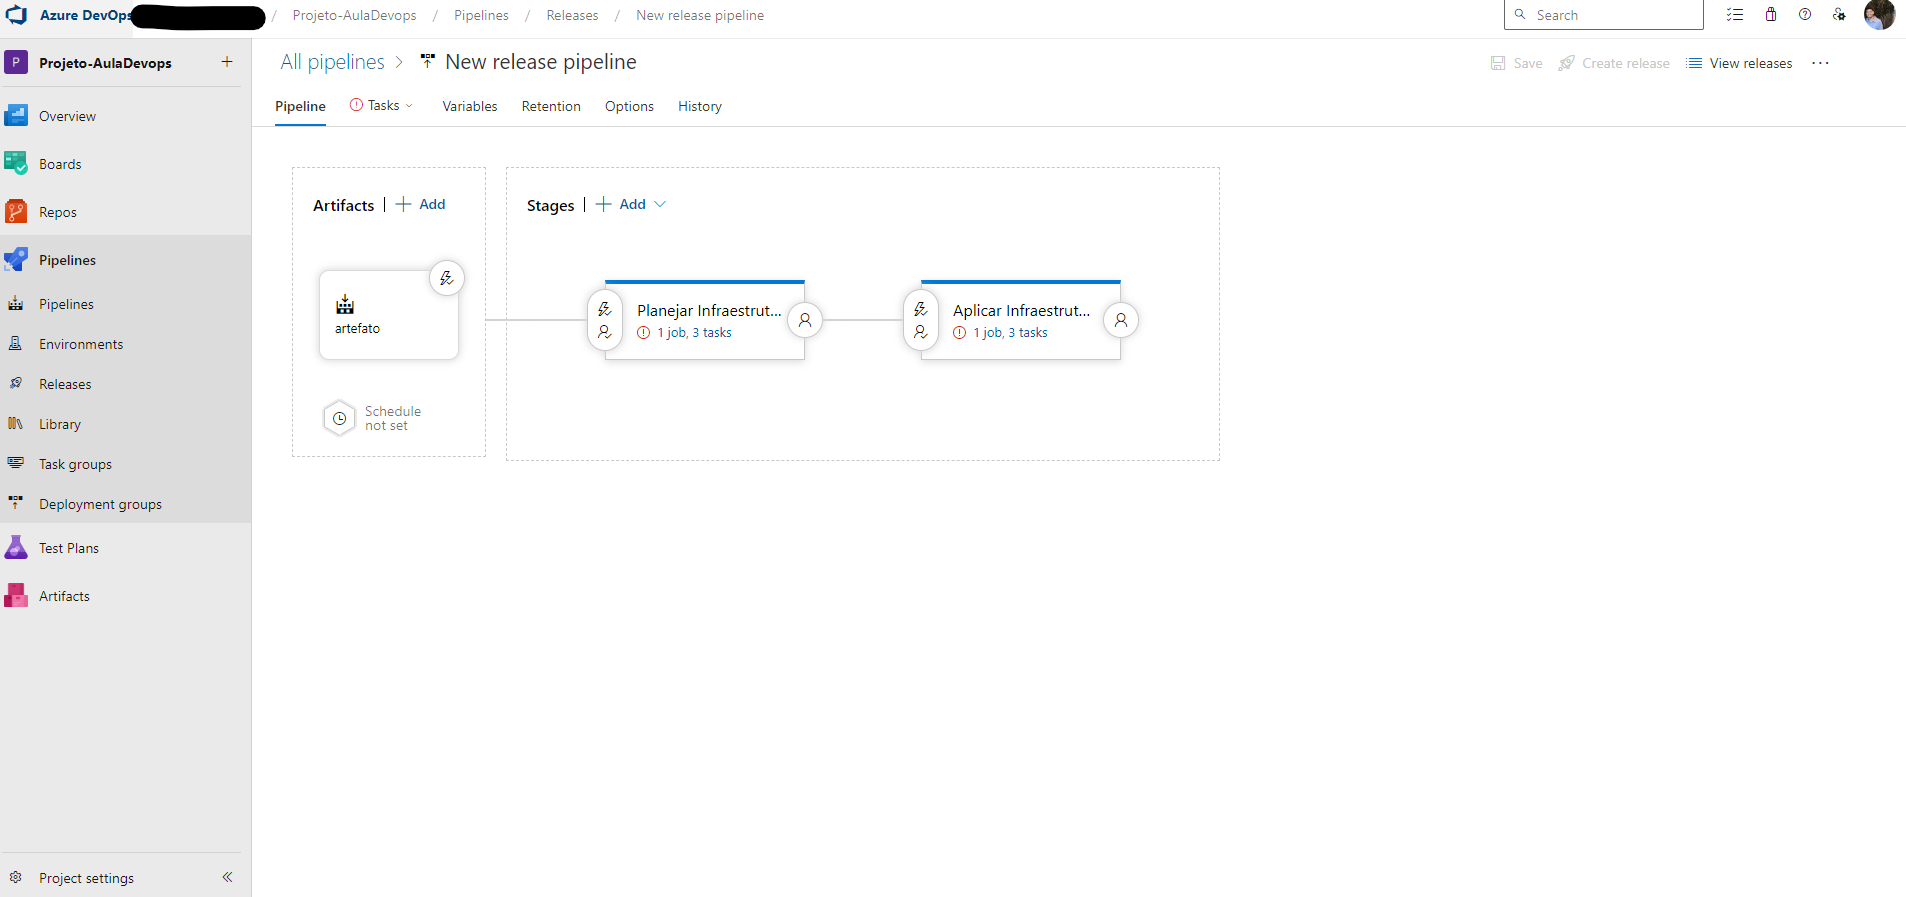 Azure DevOps / Projeto-AulaDevops / Pipelines / Releases / New release pipeline
Search
P Projeto-AulaDevops +
Overview
Boards
Repos
Pipelines
Pipelines
Environments
Releases
Library
Task groups
Deployment groups
Test Plans
Artifacts
Project settings
All pipelines > New release pipeline
Save Create release View releases ...
Pipeline Tasks Variables Retention Options History
Artifacts | + Add
artefato
Schedule
not set
Stages | + Add
Planejar Infraestrut...
1 job, 3 tasks
Aplicar Infraestrut...
1 job, 3 tasks